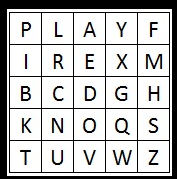 P L A Y F
I R E X M
B C D G H
K N O Q S
T U V W Z